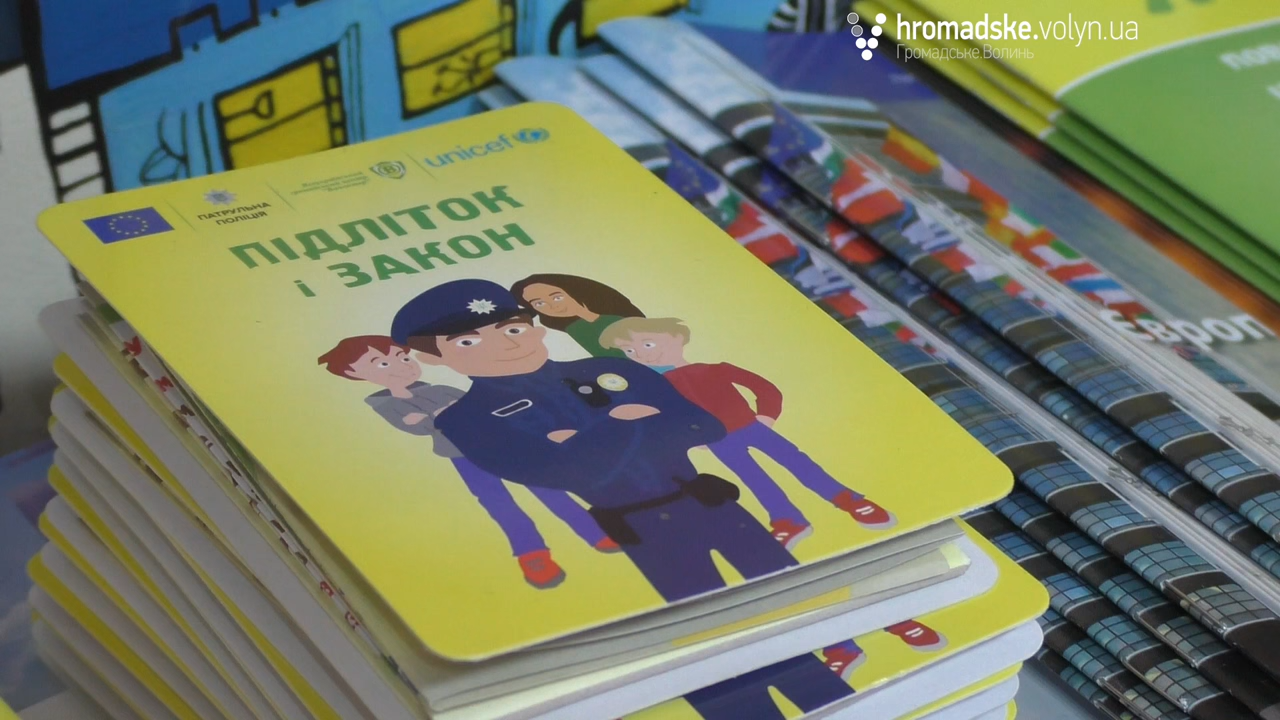 hromadske.volyn.ua
Громадське.Волинь
ПАТРУЛЬНА
ПОЛІЦІЯ
unicef
ПІДЛІТОК
і ЗАКОН
Європ